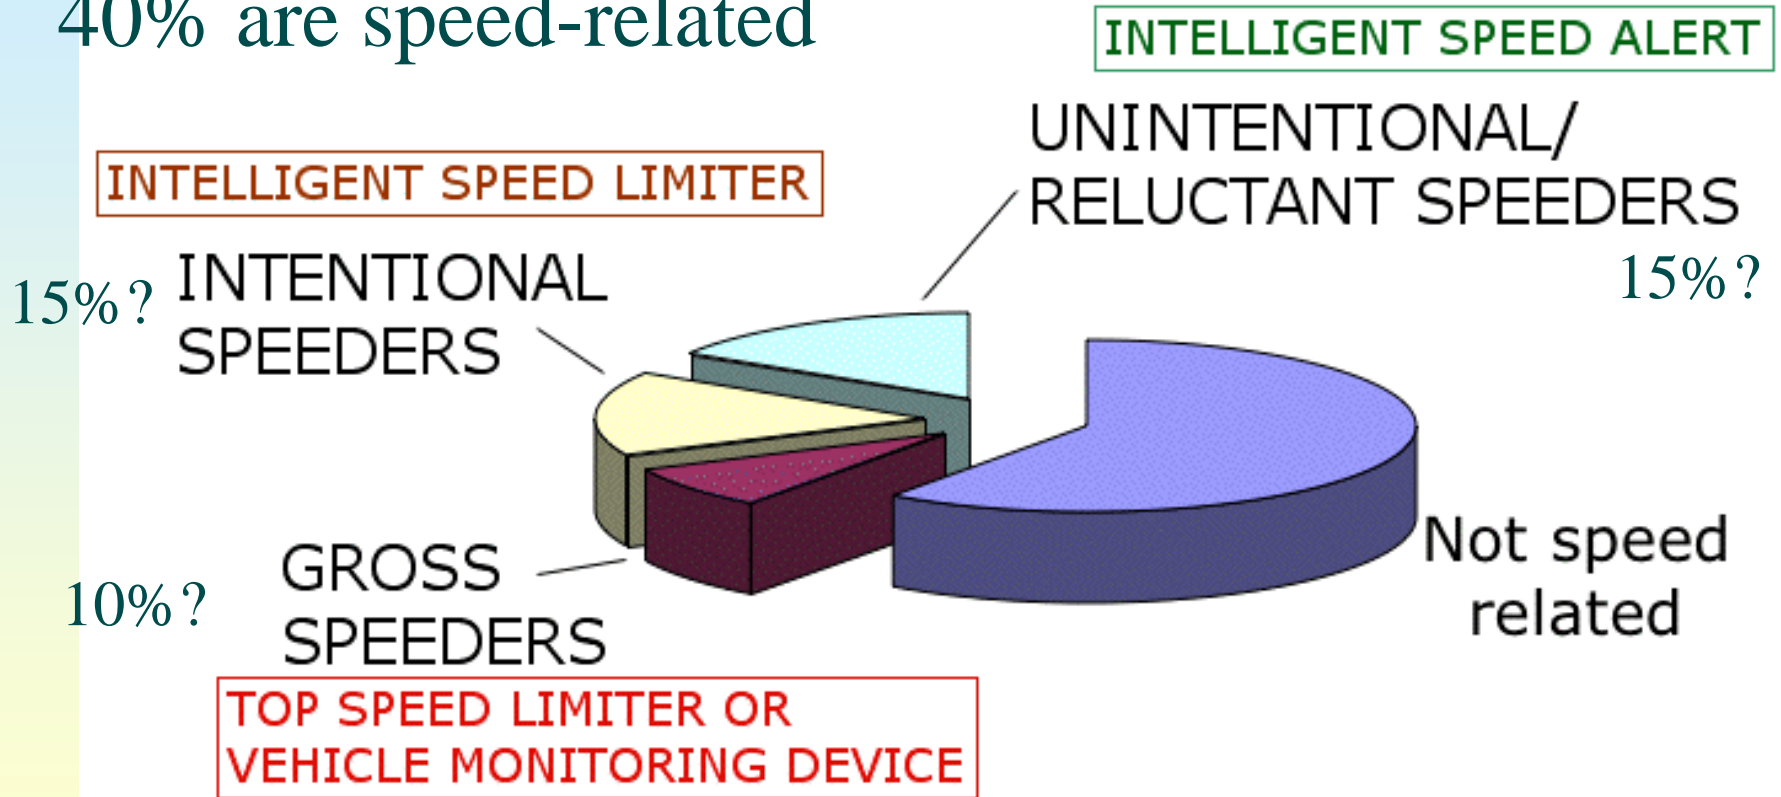 40% are speed-related
INTELLIGENT SPEED ALERT
UNINTENTIONAL/
RELUCTANT SPEEDERS
15%?
INTELLIGENT SPEED LIMITER
INTENTIONAL
SPEEDERS
15%?
GROSS
SPEEDERS
10%?
TOP SPEED LIMITER OR
VEHICLE MONITORING DEVICE
Not speed
related